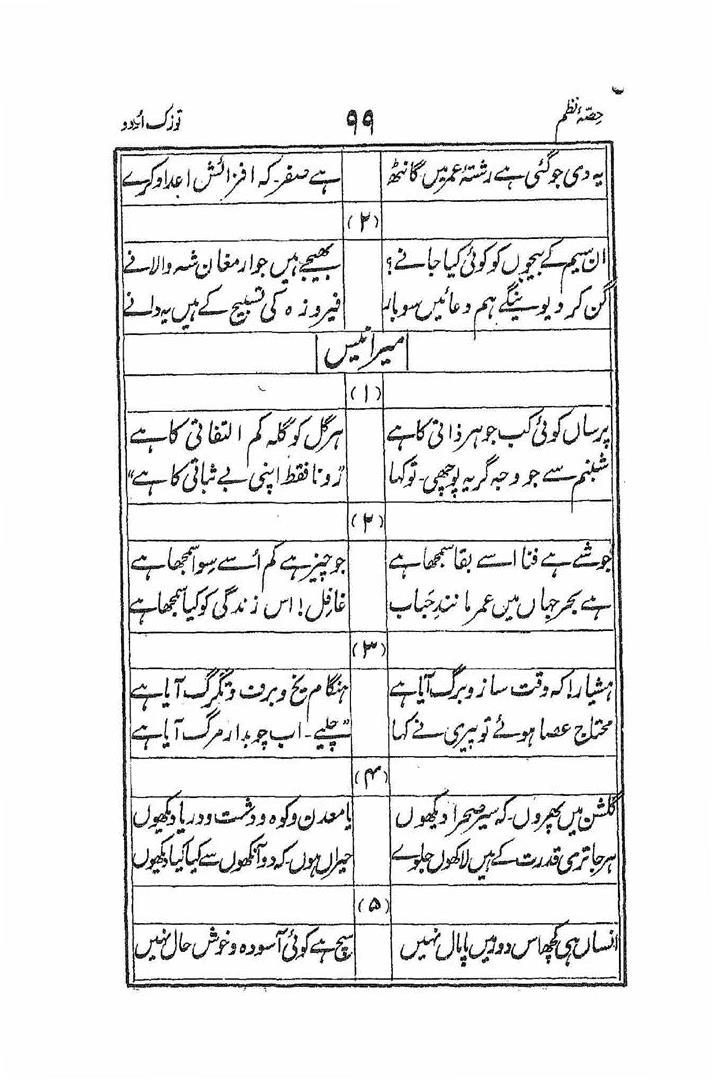 حِصّۂ نظم ۹۹ توزک اُردو
یہ دی جو گئی ہے رشتۂ عمر میں گانٹھ ہے صفر کہ افزائش اعداد کرے
(۲)
ان سیم کے بیجوں کو کوئی کیا جانے؟ بھیجے ہیں جو ارمغان شہ والا نے
گن کر دیوینگے ہم دعائیں سو بار فیروزہ کی تسبیح کے ہیں یہ دانے
میر انیس
(۱)
پرساں کوئی کب جوہر ذاتی کا ہے ہر گل کو گلہ کم التفاتی کا ہے
شبنم سے جو وجہ گریہ پوچھی۔ تو کہا "رونا فقط اپنی بے ثباتی کا ہے"
(۲)
جو شے ہے فنا اسے بقا سمجھا ہے جو چیز ہے کم اُسے سِوا سمجھا ہے
ہے بحر جہاں میں عمر مانند حَباب غافِل! اس زندگی کو کیا سمجھا ہے
(۳)
ہشیار! کہ وقت ساز و برگ آیا ہے ہنگام یخ و برف و تگرگ آیا ہے
محتاج عصا ہوئے تو پیری نے کہا "چلیے۔ اب چوبدار مرگ آیا ہے
(۴)
گلشن میں پھروں۔ کہ سیر صحرا دیکھوں یا معدن و کوہ و دشت و دریا دیکھوں
ہر جا تری قدرت کے ہیں لاکھوں جلوے حیراں ہوں۔ کہ دو آنکھوں سے کیا کیا دیکھوں
(۵)
انساں ہی کچھ اس دور میں پامال نہیں سچ ہے کوئی آسودہ و خوش حال نہیں